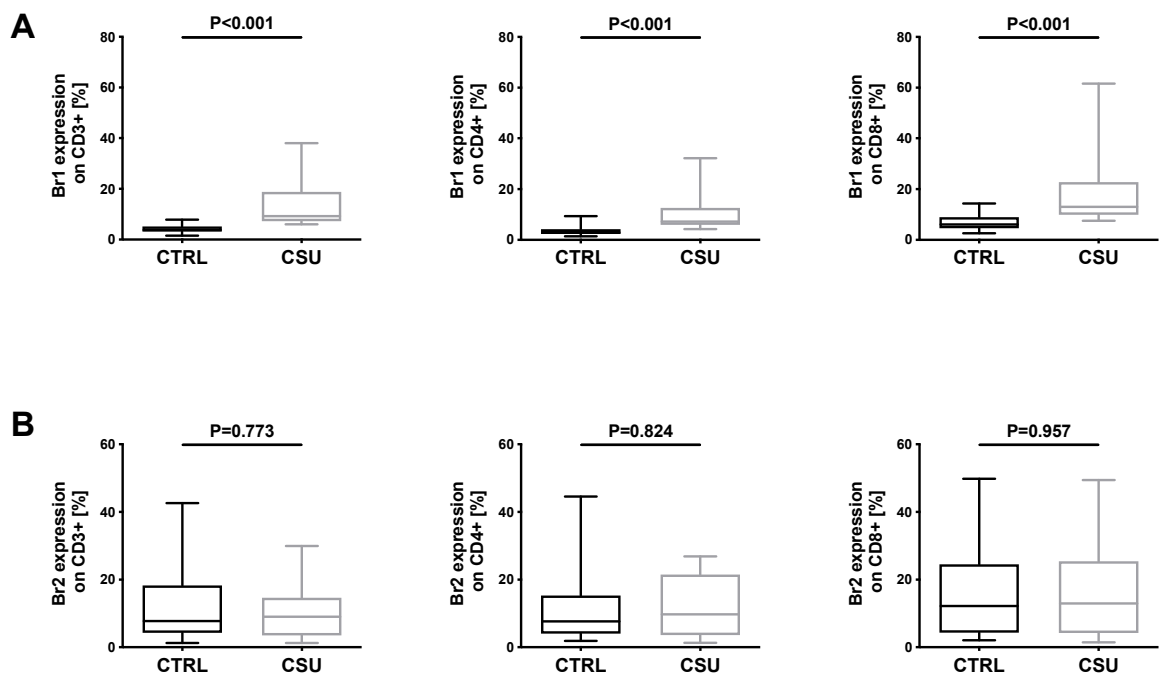 A
P<0.001
Br1 expression
on CD3+ [%]
80
60
40
20
0
CTRL CSU
P<0.001
Br1 expression
on CD4+ [%]
80
60
40
20
0
CTRL CSU
P<0.001
Br1 expression
on CD8+ [%]
80
60
40
20
0
CTRL CSU
B
P=0.773
Br2 expression
on CD3+ [%]
60
40
20
0
CTRL CSU
P=0.824
Br2 expression
on CD4+ [%]
60
40
20
0
CTRL CSU
P=0.957
Br2 expression
on CD8+ [%]
60
40
20
0
CTRL CSU